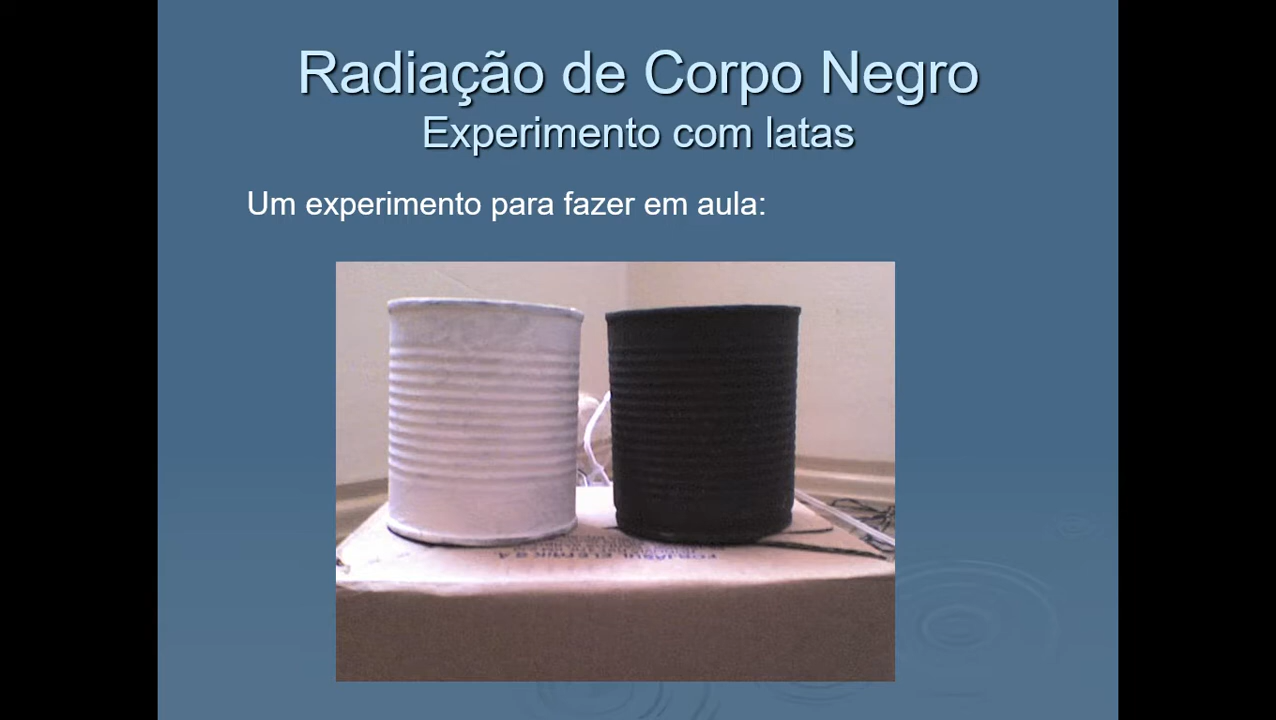 Radiação de Corpo Negro
Experimento com latas
Um experimento para fazer em aula: